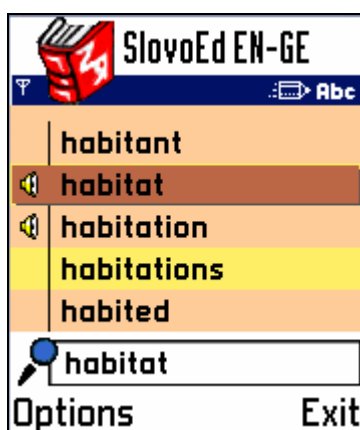 SlovoEd EN-GE
Abc
habitant
habitat
habitation
habitations
habited
habitat
Options Exit